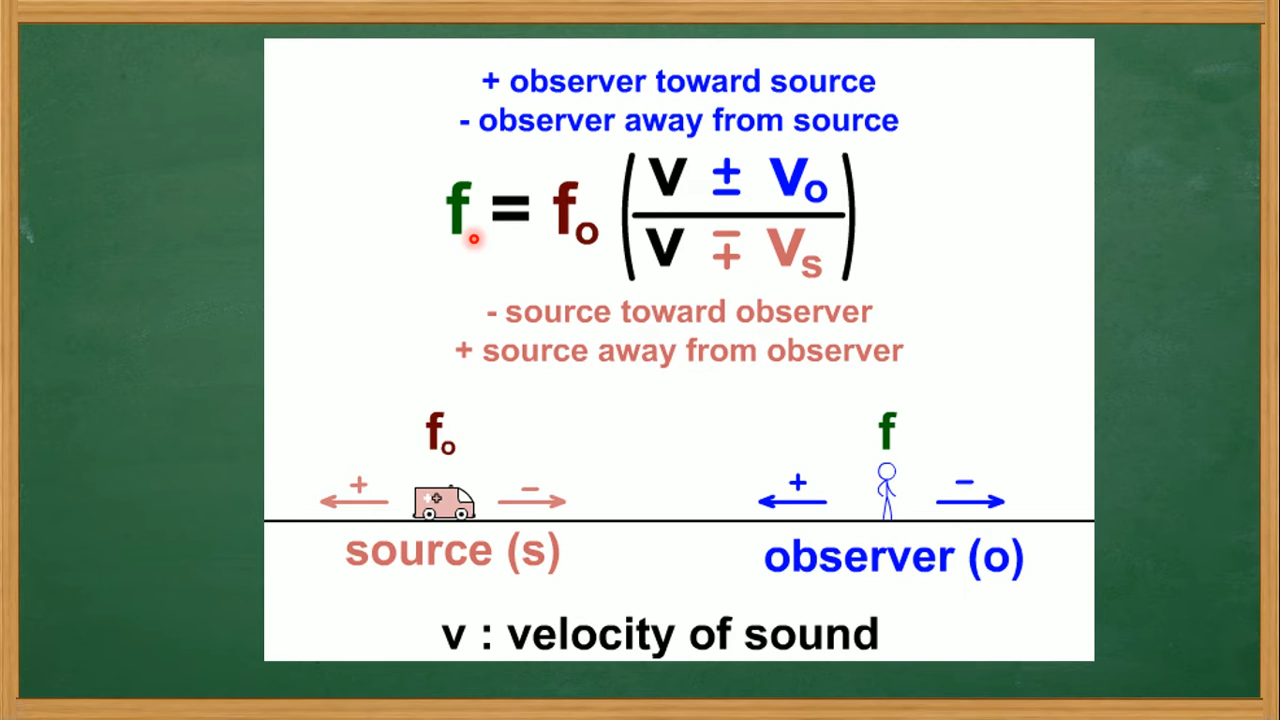 + observer toward source
- observer away from source
f = fo (v ± vo / v ∓ vs)
- source toward observer
+ source away from observer
fo f
+ − + −
source (s) observer (o)
v : velocity of sound